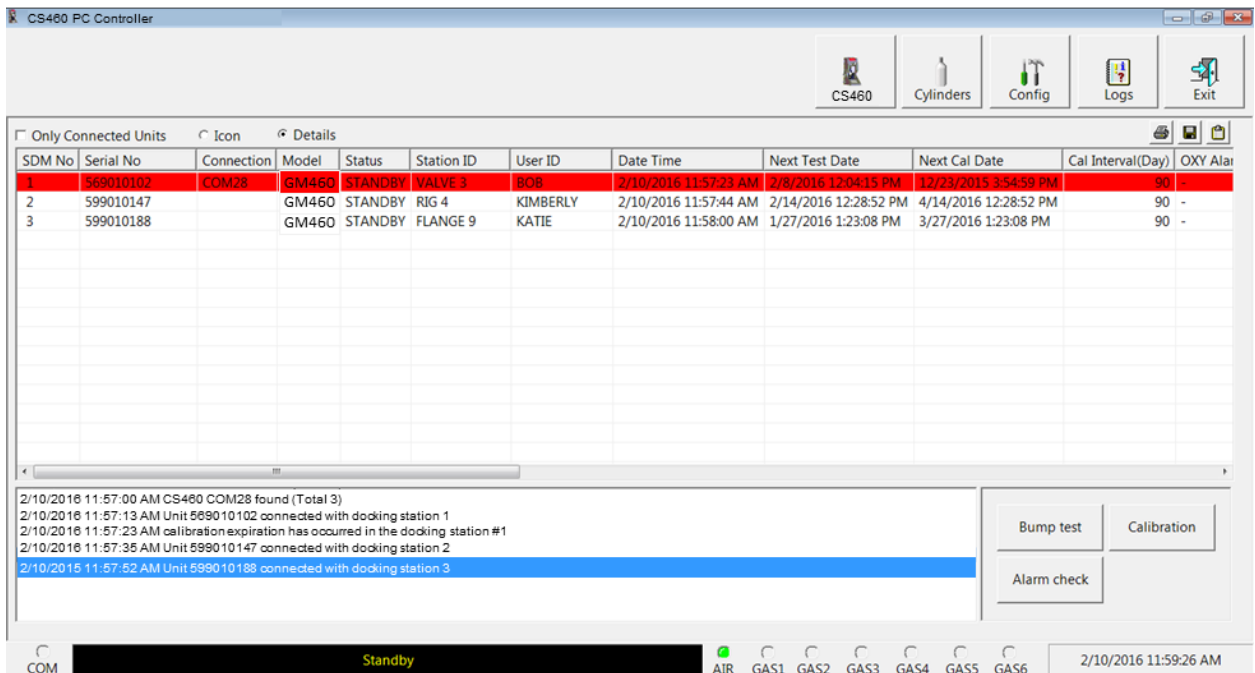 CS460 PC Controller
CS460 Cylinders Config Logs Exit
Only Connected Units Icon Details
SDM No Serial No Connection Model Status Station ID User ID Date Time Next Test Date Next Cal Date Cal Interval(Day) OXY Alar
1 569010102 COM28 GM460 STANDBY VALVE 3 BOB 2/10/2016 11:57:23 AM 2/8/2016 12:04:15 PM 12/23/2015 3:54:59 PM 90 -
2 599010147 GM460 STANDBY RIG 4 KIMBERLY 2/10/2016 11:57:44 AM 2/14/2016 12:28:52 PM 4/14/2016 12:28:52 PM 90 -
3 599010188 GM460 STANDBY FLANGE 9 KATIE 2/10/2016 11:58:00 AM 1/27/2016 1:23:08 PM 3/27/2016 1:23:08 PM 90 -
2/10/2016 11:57:00 AM CS460 COM28 found (Total 3)
2/10/2016 11:57:13 AM Unit 569010102 connected with docking station 1
2/10/2016 11:57:23 AM calibration expiration has occurred in the docking station #1
2/10/2016 11:57:35 AM Unit 599010147 connected with docking station 2
2/10/2015 11:57:52 AM Unit 599010188 connected with docking station 3
Bump test Calibration
Alarm check
COM Standby AIR GAS1 GAS2 GAS3 GAS4 GAS5 GAS6 2/10/2016 11:59:26 AM